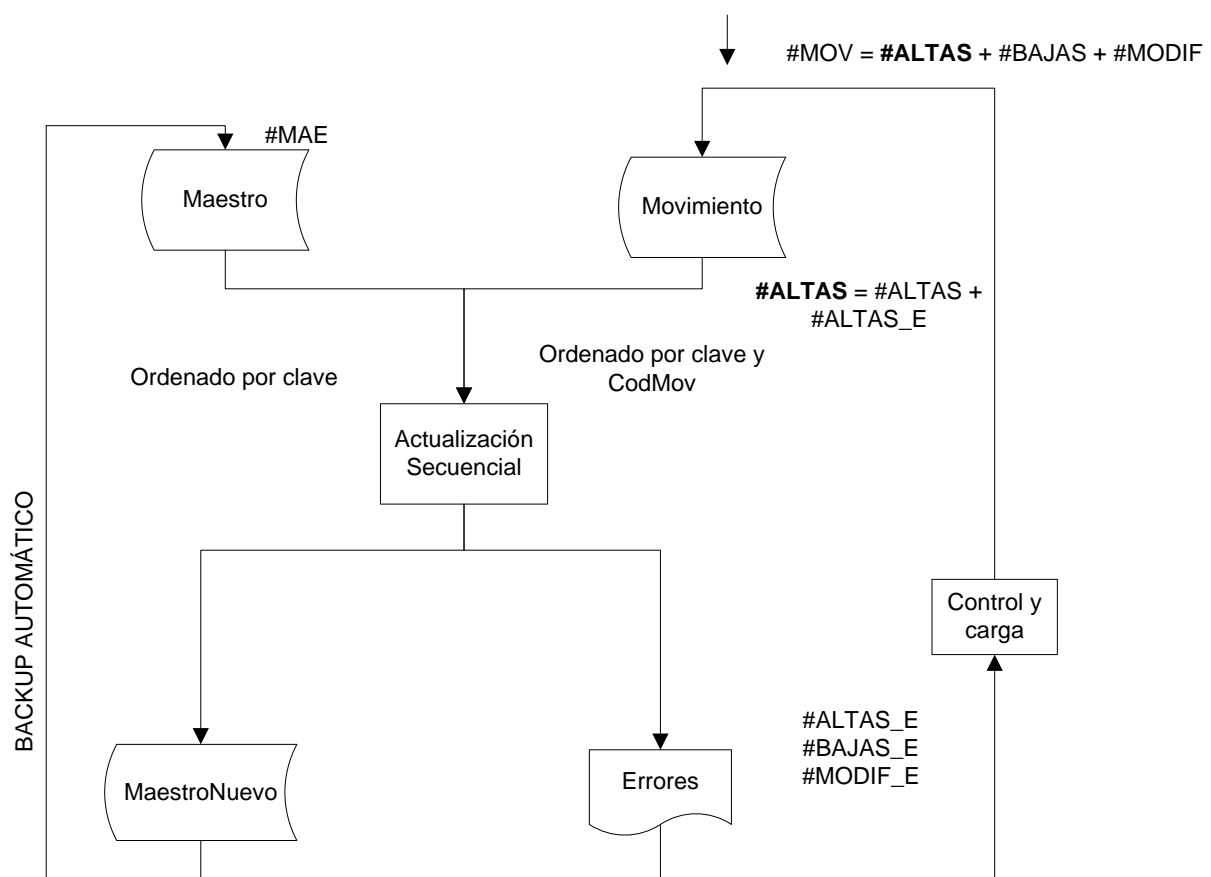 #MOV = #ALTAS + #BAJAS + #MODIF
#MAE
Maestro
Movimiento
#ALTAS = #ALTAS +
#ALTAS_E
Ordenado por clave
Ordenado por clave y
CodMov
Actualización
Secuencial
BACKUP AUTOMÁTICO
Control y
carga
#ALTAS_E
#BAJAS_E
#MODIF_E
MaestroNuevo
Errores